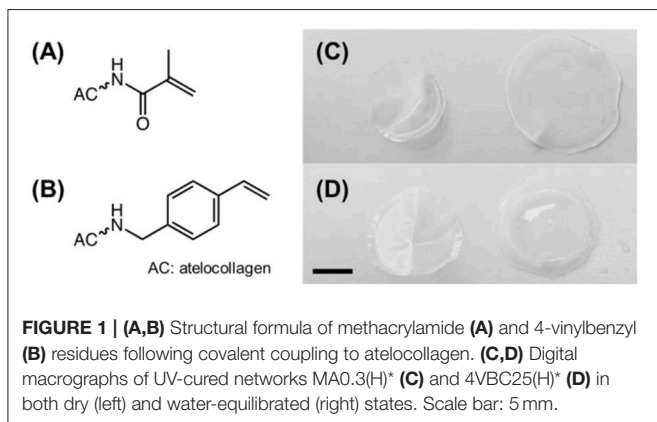 (A)
H
AC N
O
(B)
H
AC N
AC: atelocollagen
(C)
(D)
FIGURE 1 | (A,B) Structural formula of methacrylamide (A) and 4-vinylbenzyl
(B) residues following covalent coupling to atelocollagen. (C,D) Digital
macrographs of UV-cured networks MA0.3(H)* (C) and 4VBC25(H)* (D) in
both dry (left) and water-equilibrated (right) states. Scale bar: 5 mm.